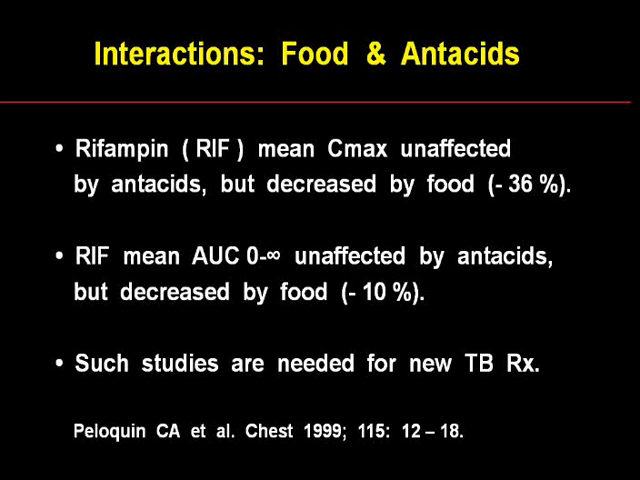 Interactions: Food & Antacids
• Rifampin ( RIF ) mean Cmax unaffected
by antacids, but decreased by food (- 36 %).
• RIF mean AUC 0-∞ unaffected by antacids,
but decreased by food (- 10 %).
• Such studies are needed for new TB Rx.
Peloquin CA et al. Chest 1999; 115: 12 – 18.